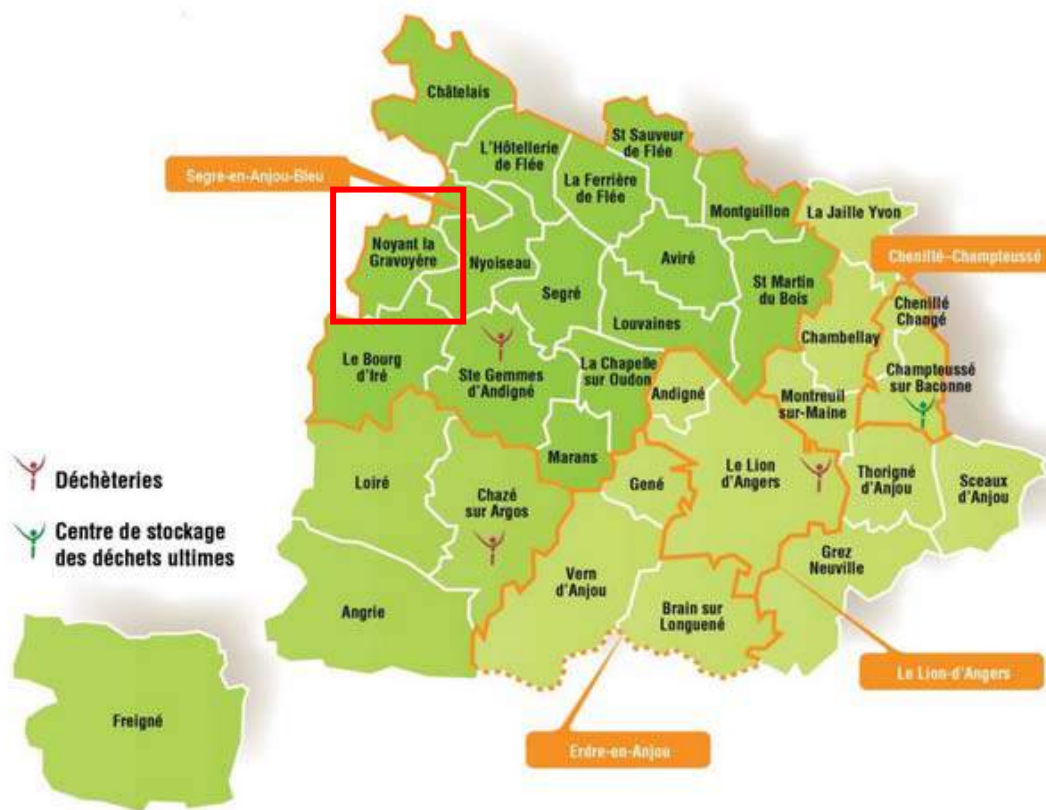 Châtelais
St Sauveur
de Flée
L'Hôtellerie
de Flée
Segre-en-Anjou-Bleu
La Ferrière
de Flée
Montguillon
La Jaille Yvon
Noyant la
Gravoyère
Nyoiseau
Aviré
Chenillé-Champteussé
Segré
St Martin
du Bois
Chenillé
Changé
Louvaines
Chambellay
Le Bourg
d'Iré
Ste Gemmes
d'Andigné
La Chapelle
sur Oudon
Andigné
Montreuil
sur-Maine
Champteussé
sur Baconne
Marans
Le Lion
d'Angers
Thorigné
d'Anjou
Sceaux
d'Anjou
Déchèteries
Loiré
Chazé
sur Argos
Gené
Centre de stockage
des déchets ultimes
Grez
Neuville
Vern
d'Anjou
Angrie
Brain sur
Longuené
Le Lion-d'Angers
Freigné
Erdre-en-Anjou